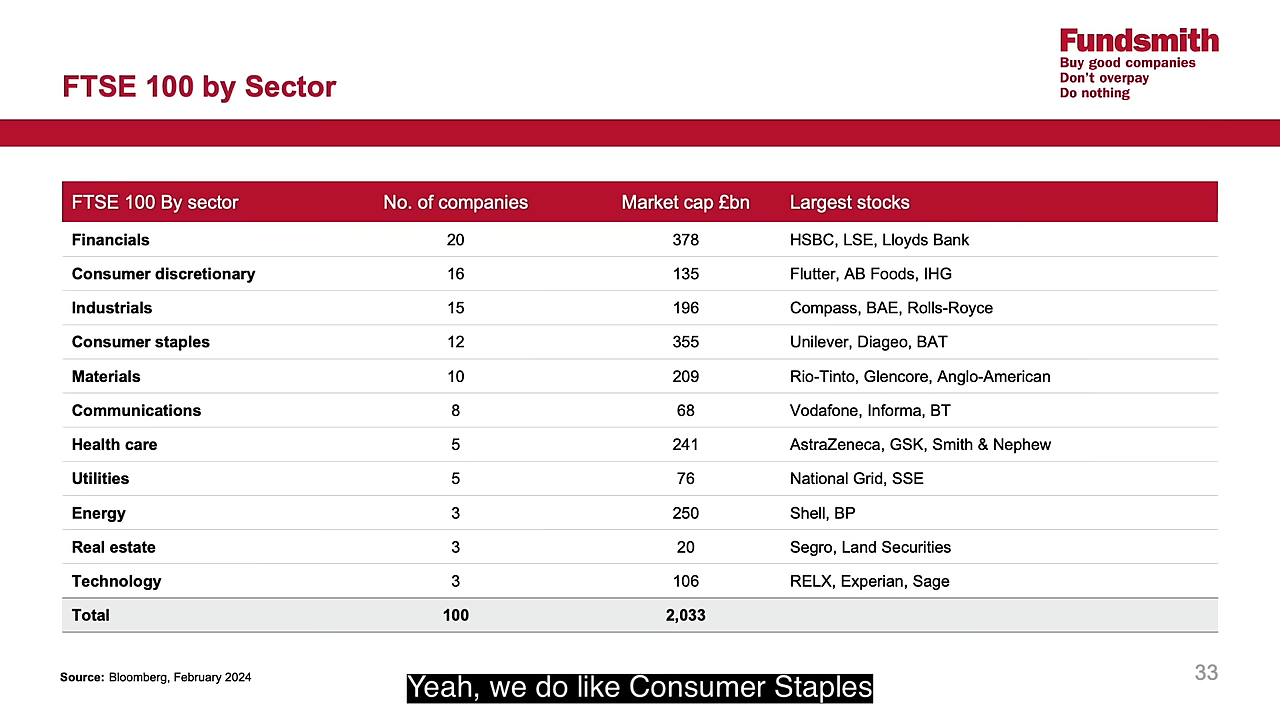 Fundsmith
Buy good companies
Don't overpay
Do nothing
FTSE 100 by Sector
FTSE 100 By sector No. of companies Market cap £bn Largest stocks
Financials 20 378 HSBC, LSE, Lloyds Bank
Consumer discretionary 16 135 Flutter, AB Foods, IHG
Industrials 15 196 Compass, BAE, Rolls-Royce
Consumer staples 12 355 Unilever, Diageo, BAT
Materials 10 209 Rio-Tinto, Glencore, Anglo-American
Communications 8 68 Vodafone, Informa, BT
Health care 5 241 AstraZeneca, GSK, Smith & Nephew
Utilities 5 76 National Grid, SSE
Energy 3 250 Shell, BP
Real estate 3 20 Segro, Land Securities
Technology 3 106 RELX, Experian, Sage
Total 100 2,033
Source: Bloomberg, February 2024
33
Yeah, we do like Consumer Staples